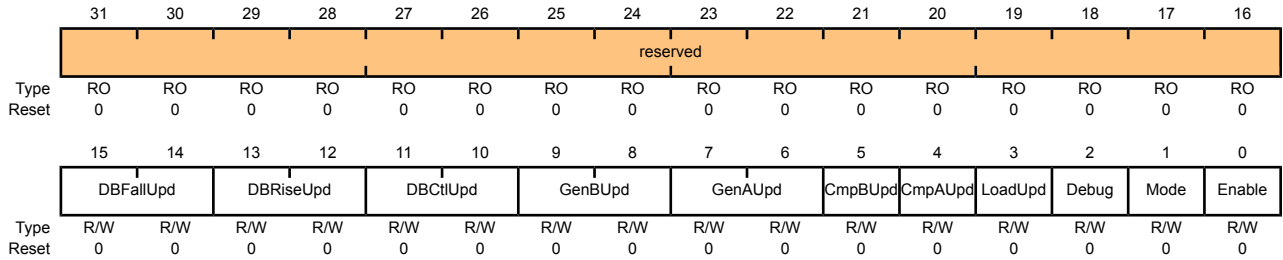 31 30 29 28 27 26 25 24 23 22 21 20 19 18 17 16
reserved
Type RO RO RO RO RO RO RO RO RO RO RO RO RO RO RO RO
Reset 0 0 0 0 0 0 0 0 0 0 0 0 0 0 0 0
15 14 13 12 11 10 9 8 7 6 5 4 3 2 1 0
DBFallUpd DBRiseUpd DBCtlUpd GenBUpd GenAUpd CmpBUpd CmpAUpd LoadUpd Debug Mode Enable
Type R/W R/W R/W R/W R/W R/W R/W R/W R/W R/W R/W R/W R/W R/W R/W R/W
Reset 0 0 0 0 0 0 0 0 0 0 0 0 0 0 0 0